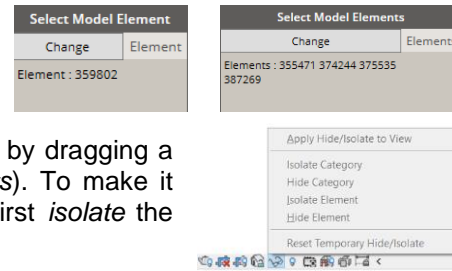 Select Model Element
Change Element
Element : 359802
Select Model Elements
Change Elements
Elements : 355471 374244 375535
387269
by dragging a
s). To make it
first isolate the
Apply Hide/Isolate to View
Isolate Category
Hide Category
Isolate Element
Hide Element
Reset Temporary Hide/Isolate